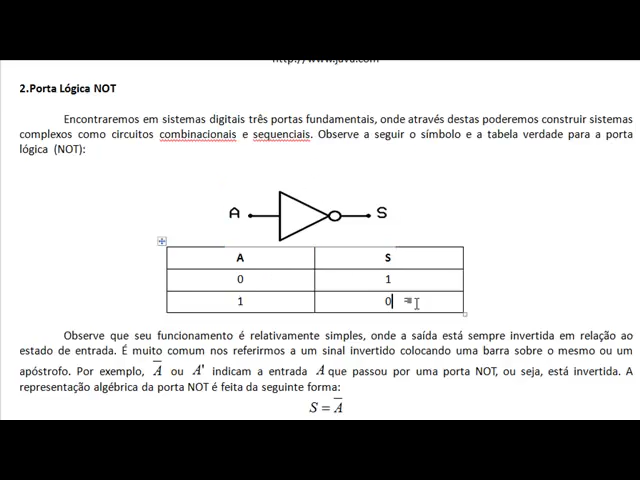 http://www.java.com
2.Porta Lógica NOT
Encontraremos em sistemas digitais três portas fundamentais, onde através destas poderemos construir sistemas
complexos como circuitos combinacionais e sequenciais. Observe a seguir o símbolo e a tabela verdade para a porta
lógica (NOT):
A S
A S
0 1
1 0
Observe que seu funcionamento é relativamente simples, onde a saída está sempre invertida em relação ao
estado de entrada. É muito comum nos referirmos a um sinal invertido colocando uma barra sobre o mesmo ou um
apóstrofo. Por exemplo, A̅ ou A' indicam a entrada A que passou por uma porta NOT, ou seja, está invertida. A
representação algébrica da porta NOT é feita da seguinte forma:
S = A̅